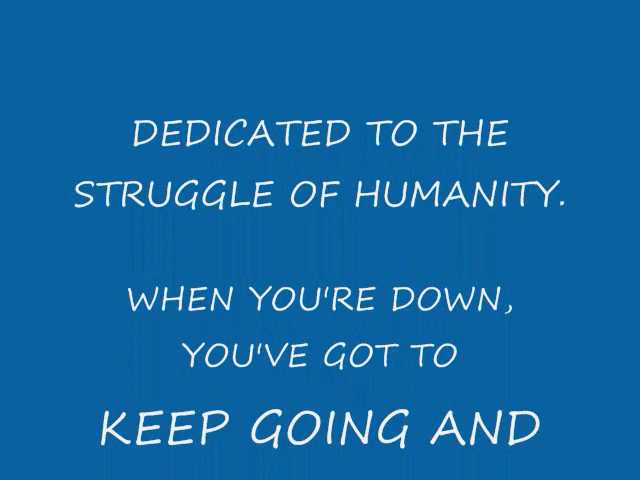 DEDICATED TO THE
STRUGGLE OF HUMANITY.
WHEN YOU'RE DOWN,
YOU'VE GOT TO
KEEP GOING AND